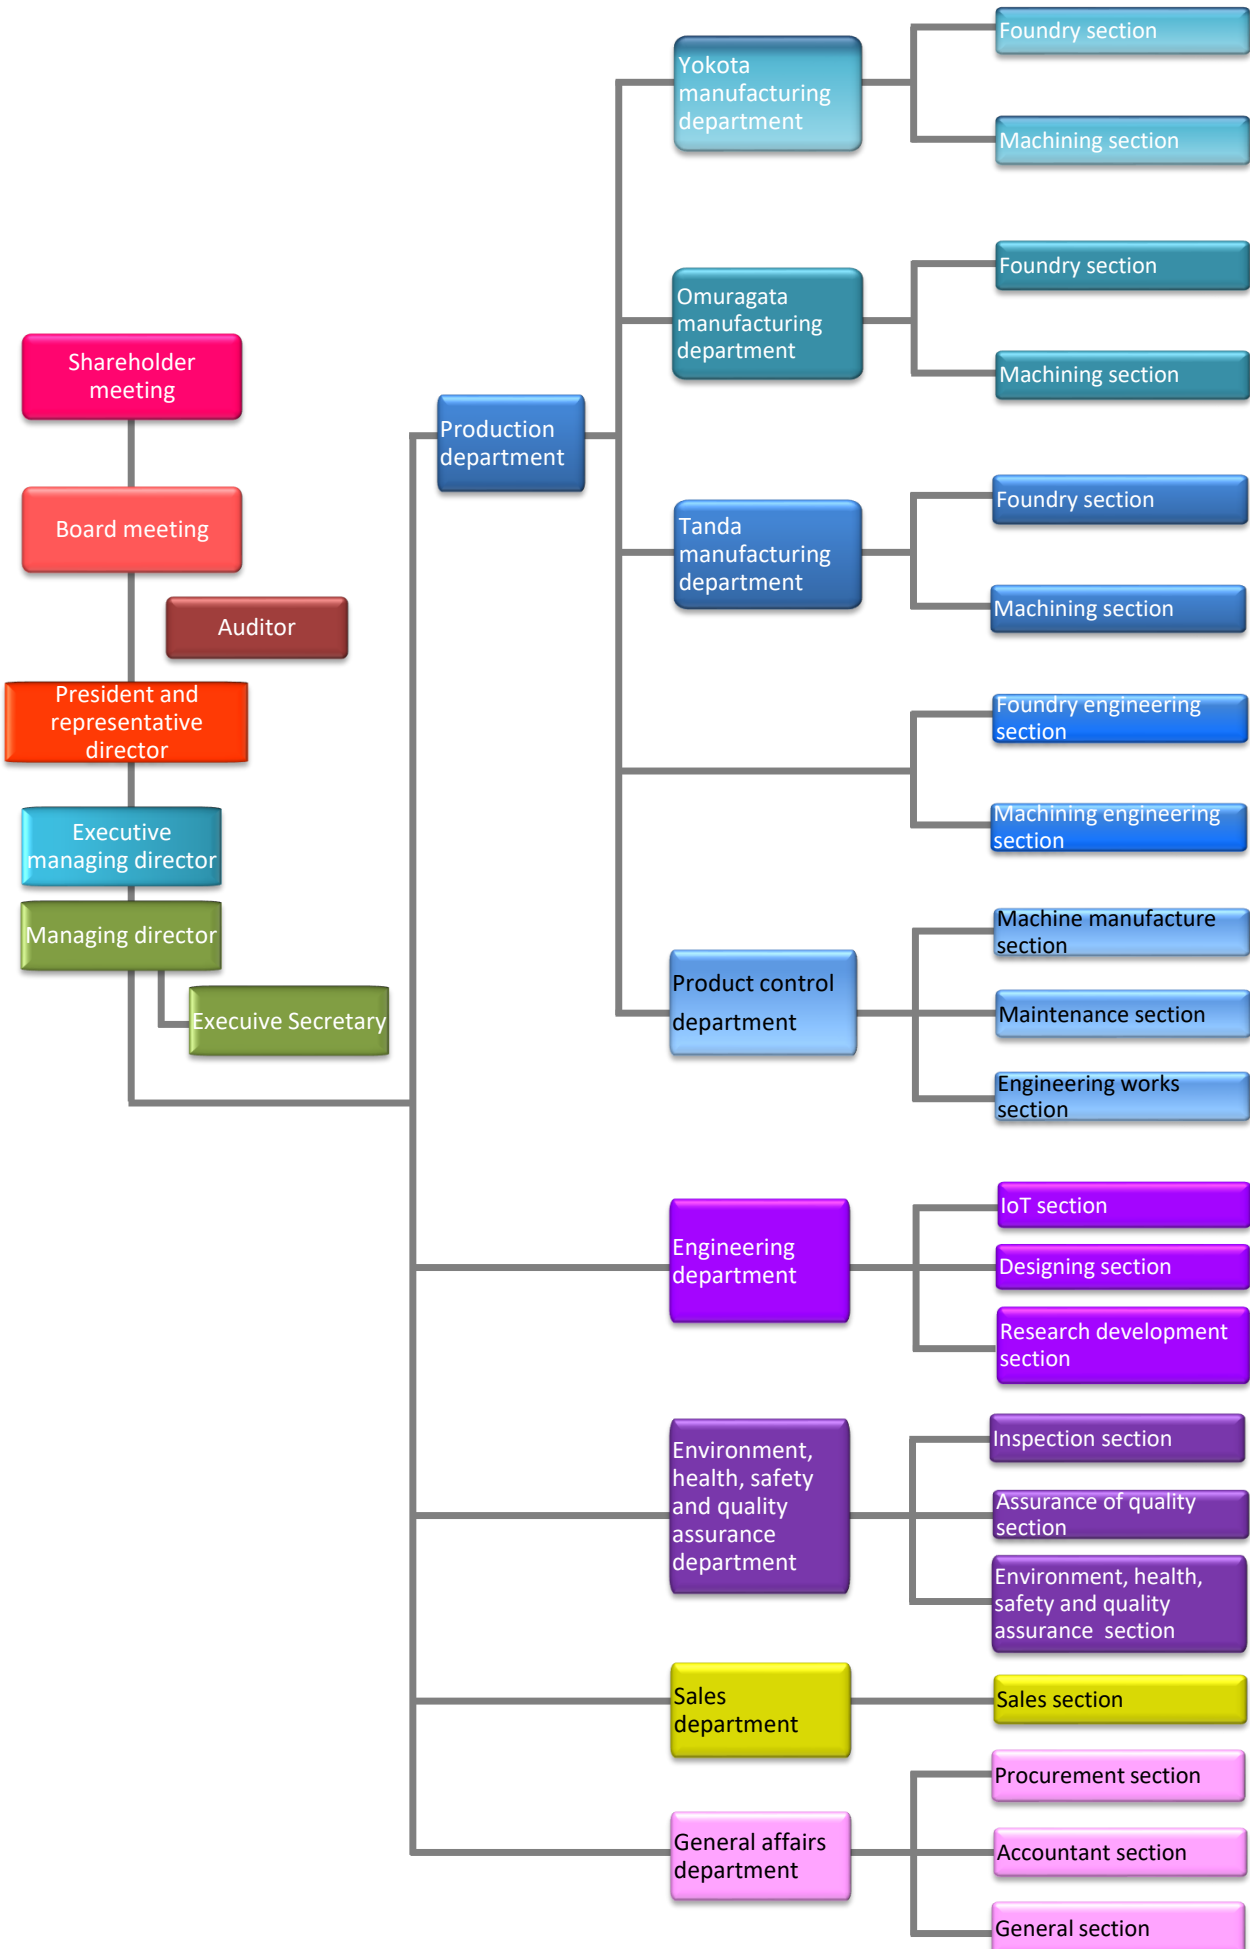 Shareholder
meeting
Board meeting
Auditor
President and
representative
director
Executive
managing director
Managing director
Execuive Secretary
Production
department
Yokota
manufacturing
department
Foundry section
Machining section
Omuragata
manufacturing
department
Foundry section
Machining section
Tanda
manufacturing
department
Foundry section
Machining section
Foundry engineering
section
Machining engineering
section
Product control
department
Machine manufacture
section
Maintenance section
Engineering works
section
Engineering
department
IoT section
Designing section
Research development
section
Environment,
health, safety
and quality
assurance
department
Inspection section
Assurance of quality
section
Environment, health,
safety and quality
assurance  section
Sales
department
Sales section
General affairs
department
Procurement section
Accountant section
General section